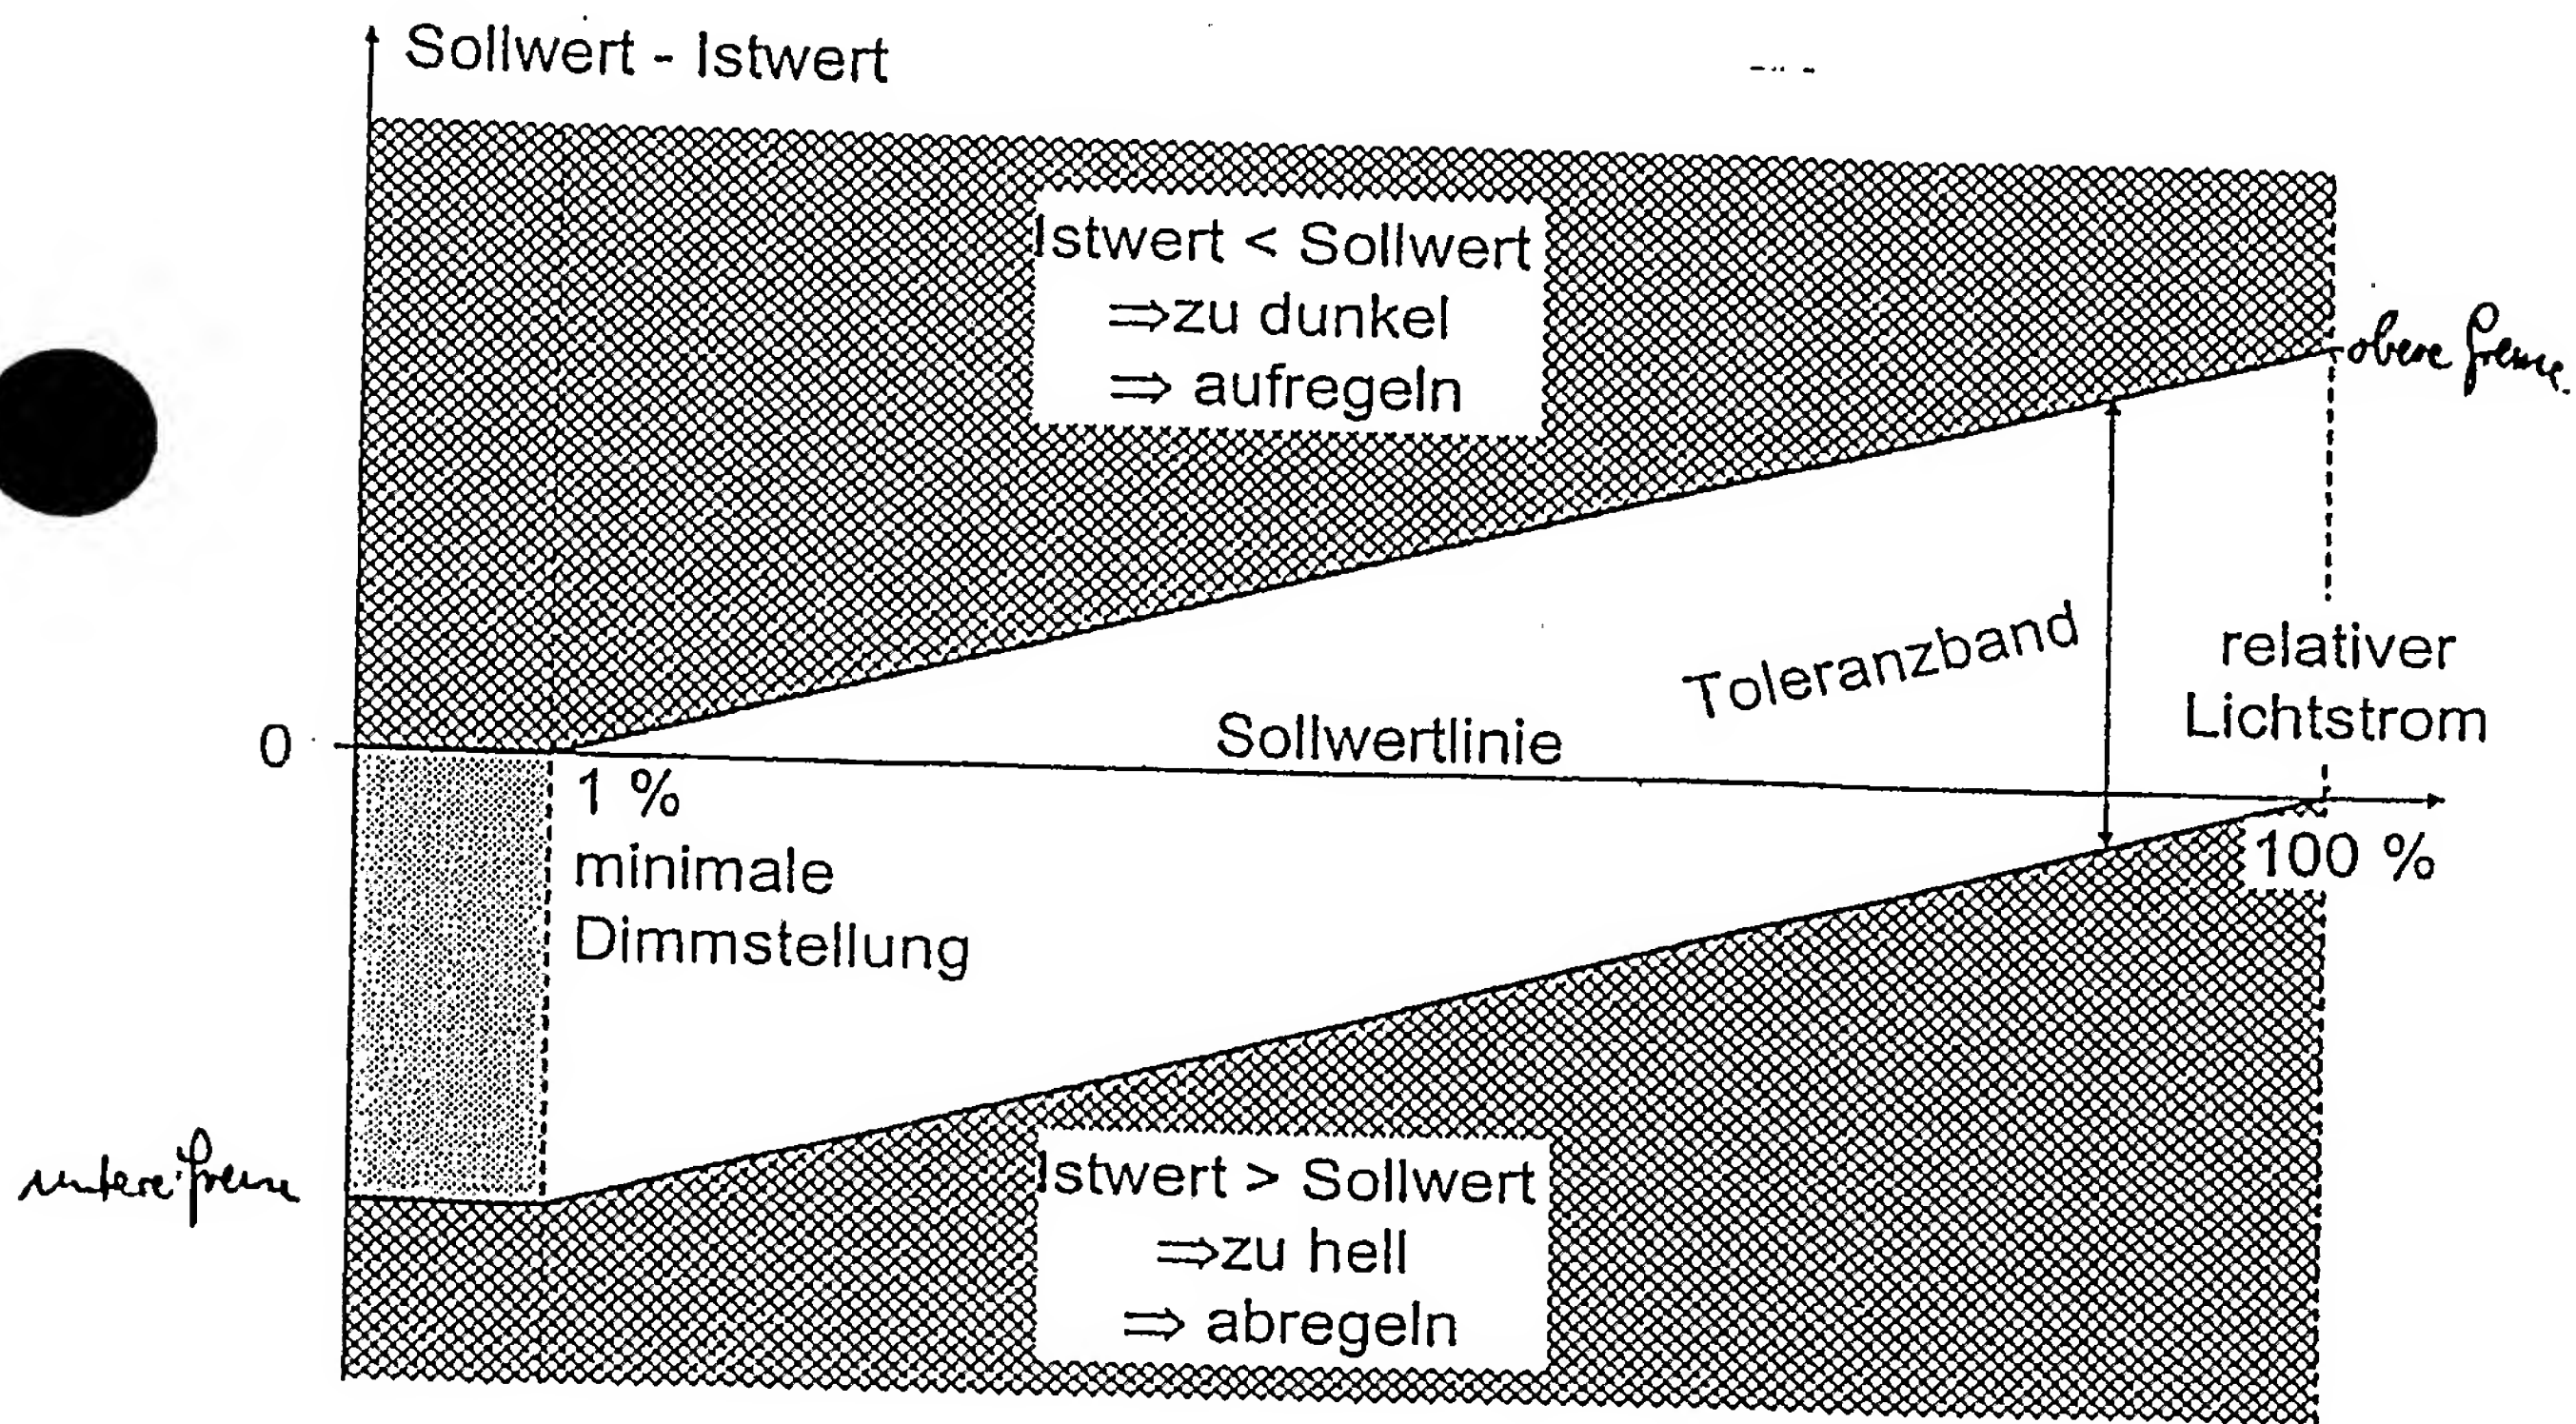 Sollwert - Istwert
Istwert < Sollwert
⇒zu dunkel
⇒ aufregeln
obere Grenze
Toleranzband
relativer
Lichtstrom
0
Sollwertlinie
1 %
minimale
Dimmstellung
100 %
untere Grenze
Istwert > Sollwert
⇒zu hell
⇒ abregeln